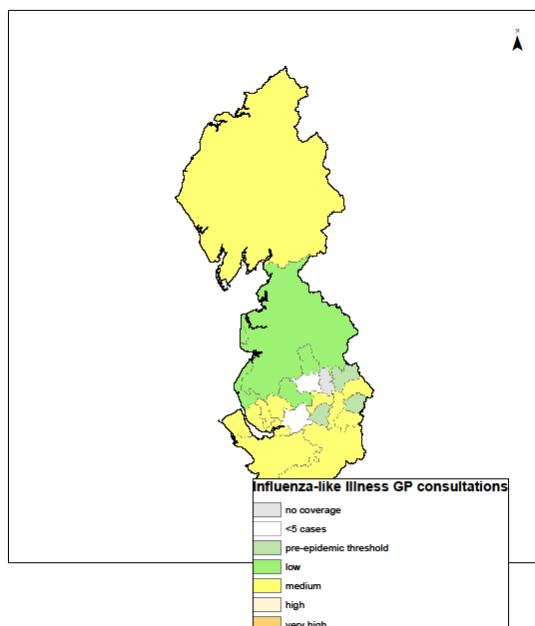 N
Influenza-like Illness GP consultations
no coverage
<5 cases
pre-epidemic threshold
low
medium
high
very high